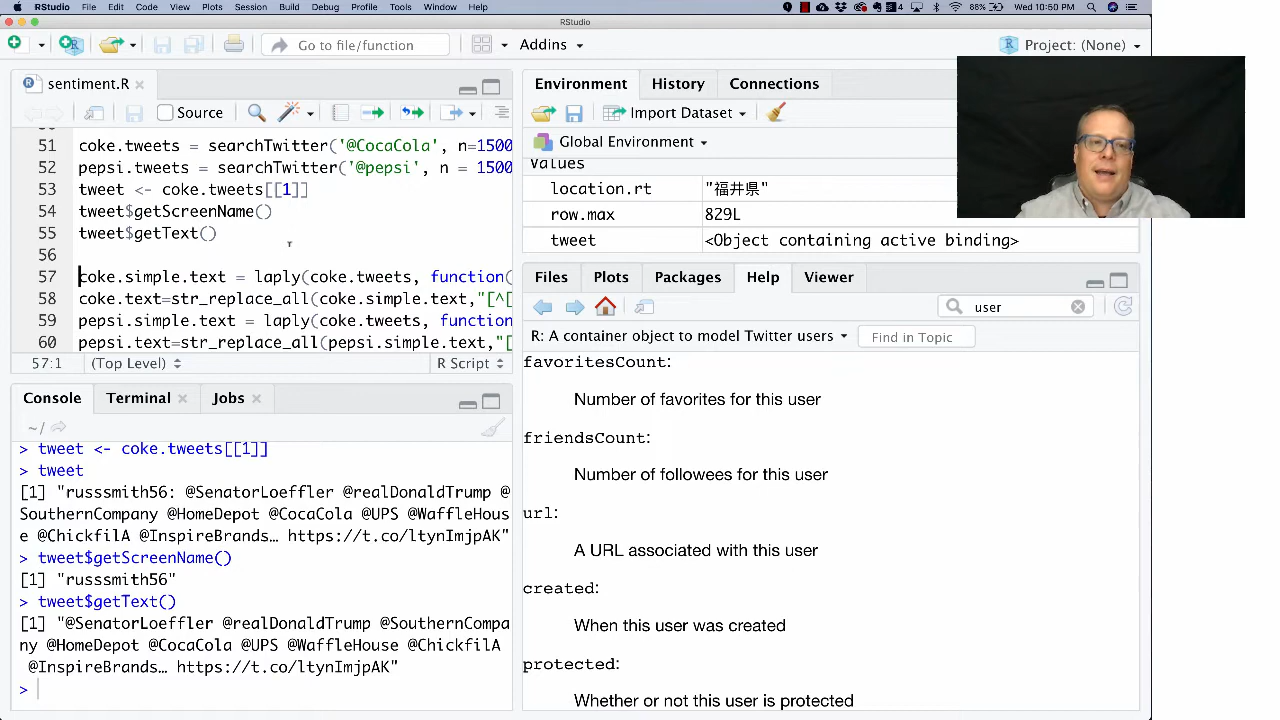 RStudio File Edit Code View Plots Session Build Debug Profile Tools Window Help
4
88%
Wed 10:50 PM
RStudio
Go to file/function
Addins
Project: (None)
sentiment.R
Source
51 coke.tweets = searchTwitter('@CocaCola', n=1500
52 pepsi.tweets = searchTwitter('@pepsi', n = 1500
53 tweet <- coke.tweets[[1]]
54 tweet$getScreenName()
55 tweet$getText()
56
57 coke.simple.text = laply(coke.tweets, function(
58 coke.text=str_replace_all(coke.simple.text,"[^[
59 pepsi.simple.text = laply(coke.tweets, function
60 pepsi.text=str_replace_all(pepsi.simple.text,"[
57:1 (Top Level) R Script
Console Terminal Jobs
~/
> tweet <- coke.tweets[[1]]
> tweet
[1] "russsmith56: @SenatorLoeffler @realDonaldTrump @
SouthernCompany @HomeDepot @CocaCola @UPS @WaffleHous
e @ChickfilA @InspireBrands… https://t.co/ltynImjpAK"
> tweet$getScreenName()
[1] "russsmith56"
> tweet$getText()
[1] "@SenatorLoeffler @realDonaldTrump @SouthernCompa
ny @HomeDepot @CocaCola @UPS @WaffleHouse @ChickfilA
@InspireBrands… https://t.co/ltynImjpAK"
>
Environment History Connections
Import Dataset
Global Environment
Values
location.rt "福井県"
row.max 829L
tweet <Object containing active binding>
Files Plots Packages Help Viewer
user
R: A container object to model Twitter users
Find in Topic
favoritesCount:
Number of favorites for this user
friendsCount:
Number of followees for this user
url:
A URL associated with this user
created:
When this user was created
protected:
Whether or not this user is protected